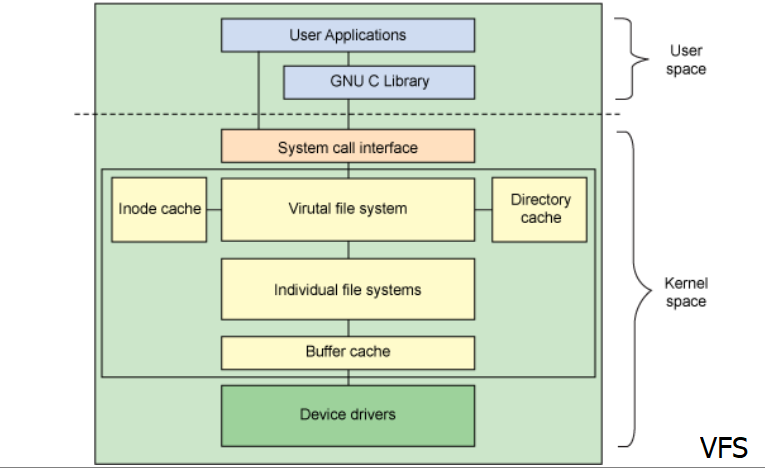 User Applications
User
space
GNU C Library
System call interface
Inode cache
Virutal file system
Directory
cache
Individual file systems
Kernel
space
Buffer cache
Device drivers
VFS